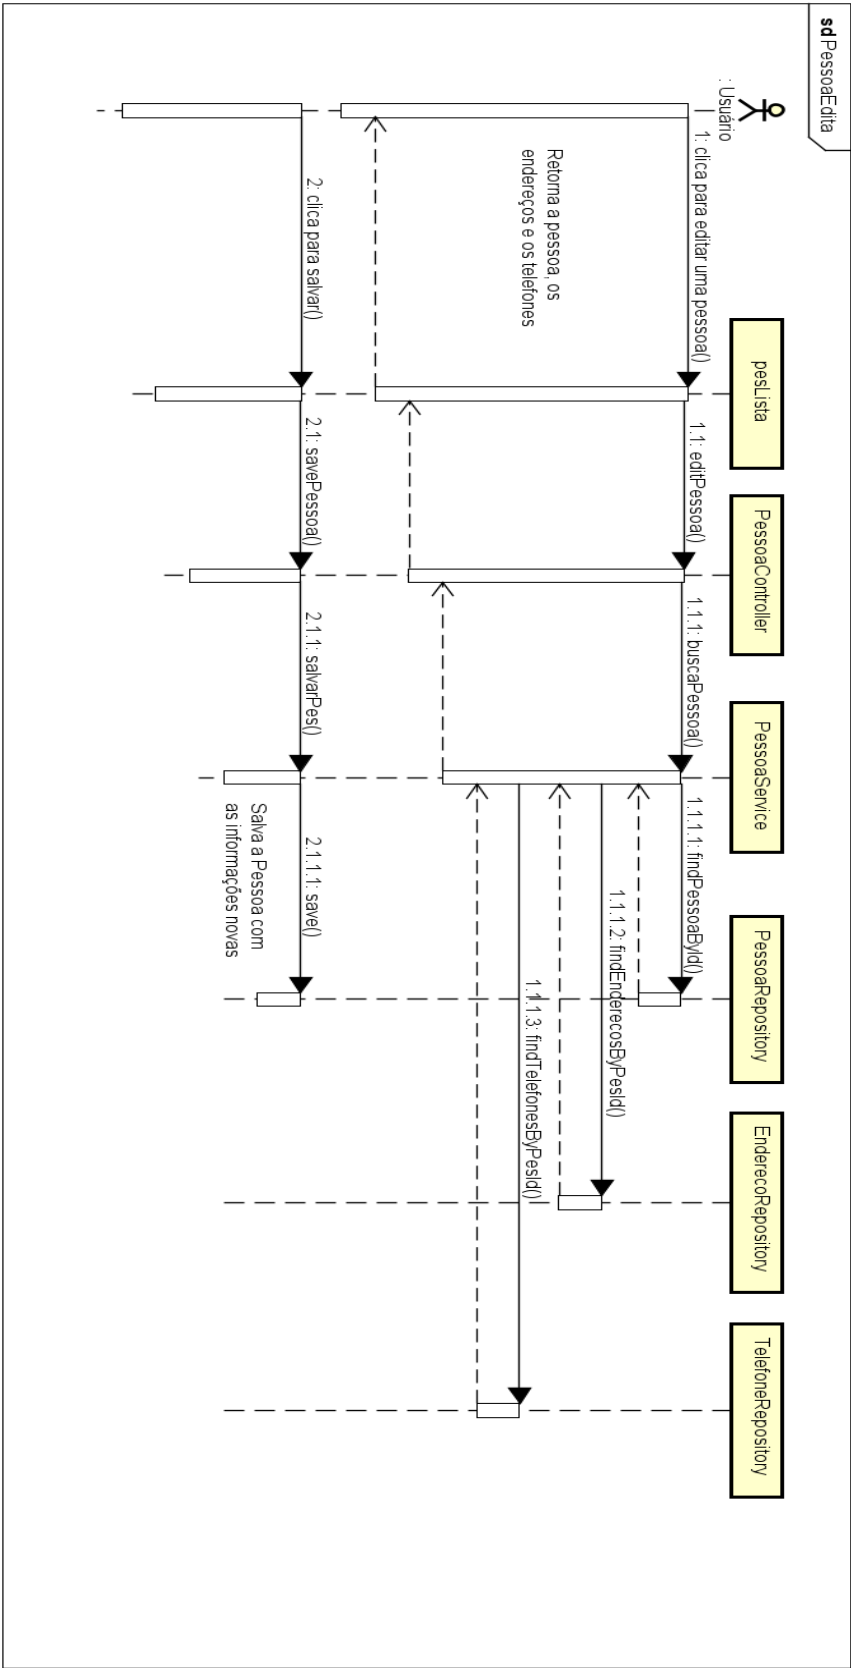 sd PessoaEdita
: Usuário
pesLista
PessoaController
PessoaService
PessoaRepository
EnderecoRepository
TelefoneRepository
1: clica para editar uma pessoa()
1.1: editPessoa()
1.1.1: buscaPessoa()
1.1.1.1: findPessoaById()
1.1.1.2: findEnderecosByPesId()
1.1.1.3: findTelefonesByPesId()
Retorna a pessoa, os
endereços e os telefones
2: clica para salvar()
2.1: savePessoa()
2.1.1: salvarPes()
2.1.1.1: save()
Salva a Pessoa com
as informações novas